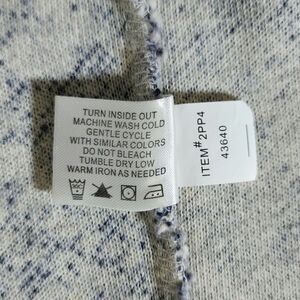 TURN INSIDE OUT
MACHINE WASH COLD
GENTLE CYCLE
WITH SIMILAR COLORS
DO NOT BLEACH
TUMBLE DRY LOW
WARM IRON AS NEEDED
ITEM#2PP4
43640